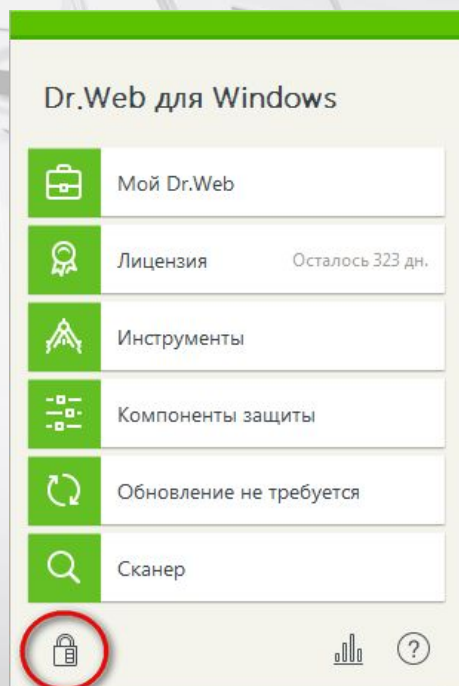 Dr.Web для Windows
Мой Dr.Web
Лицензия Осталось 323 дн.
Инструменты
Компоненты защиты
Обновление не требуется
Сканер
?